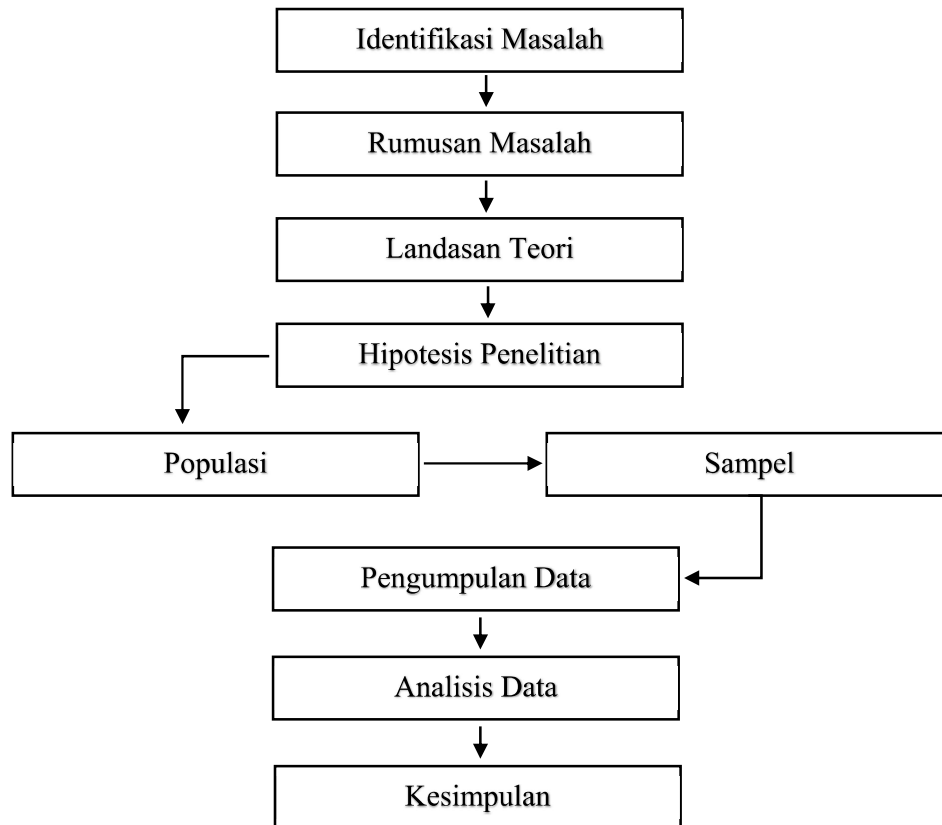 Identifikasi Masalah
Rumusan Masalah
Landasan Teori
Hipotesis Penelitian
Populasi
Sampel
Pengumpulan Data
Analisis Data
Kesimpulan